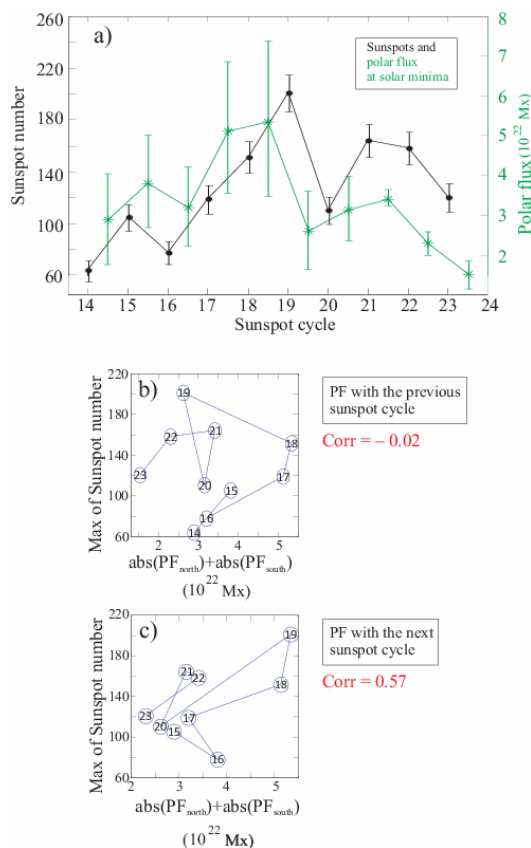 a)
Sunspots and
polar flux
at solar minima
Sunspot number
260
220
180
140
100
60
8
7
6
5
4
3
2
Polar flux (10²² Mx)
14 15 16 17 18 19 20 21 22 23 24
Sunspot cycle
b)
PF with the previous
sunspot cycle
Corr = – 0.02
Max of Sunspot number
220
180
140
100
60
19
22
21
18
23
20
15
17
16
14
2 3 4 5
abs(PF_north)+abs(PF_south)
(10²² Mx)
c)
PF with the next
sunspot cycle
Corr = 0.57
Max of Sunspot number
220
180
140
100
60
19
21
22
18
23
20
17
15
16
2 3 4 5
abs(PF_north)+abs(PF_south)
(10²² Mx)